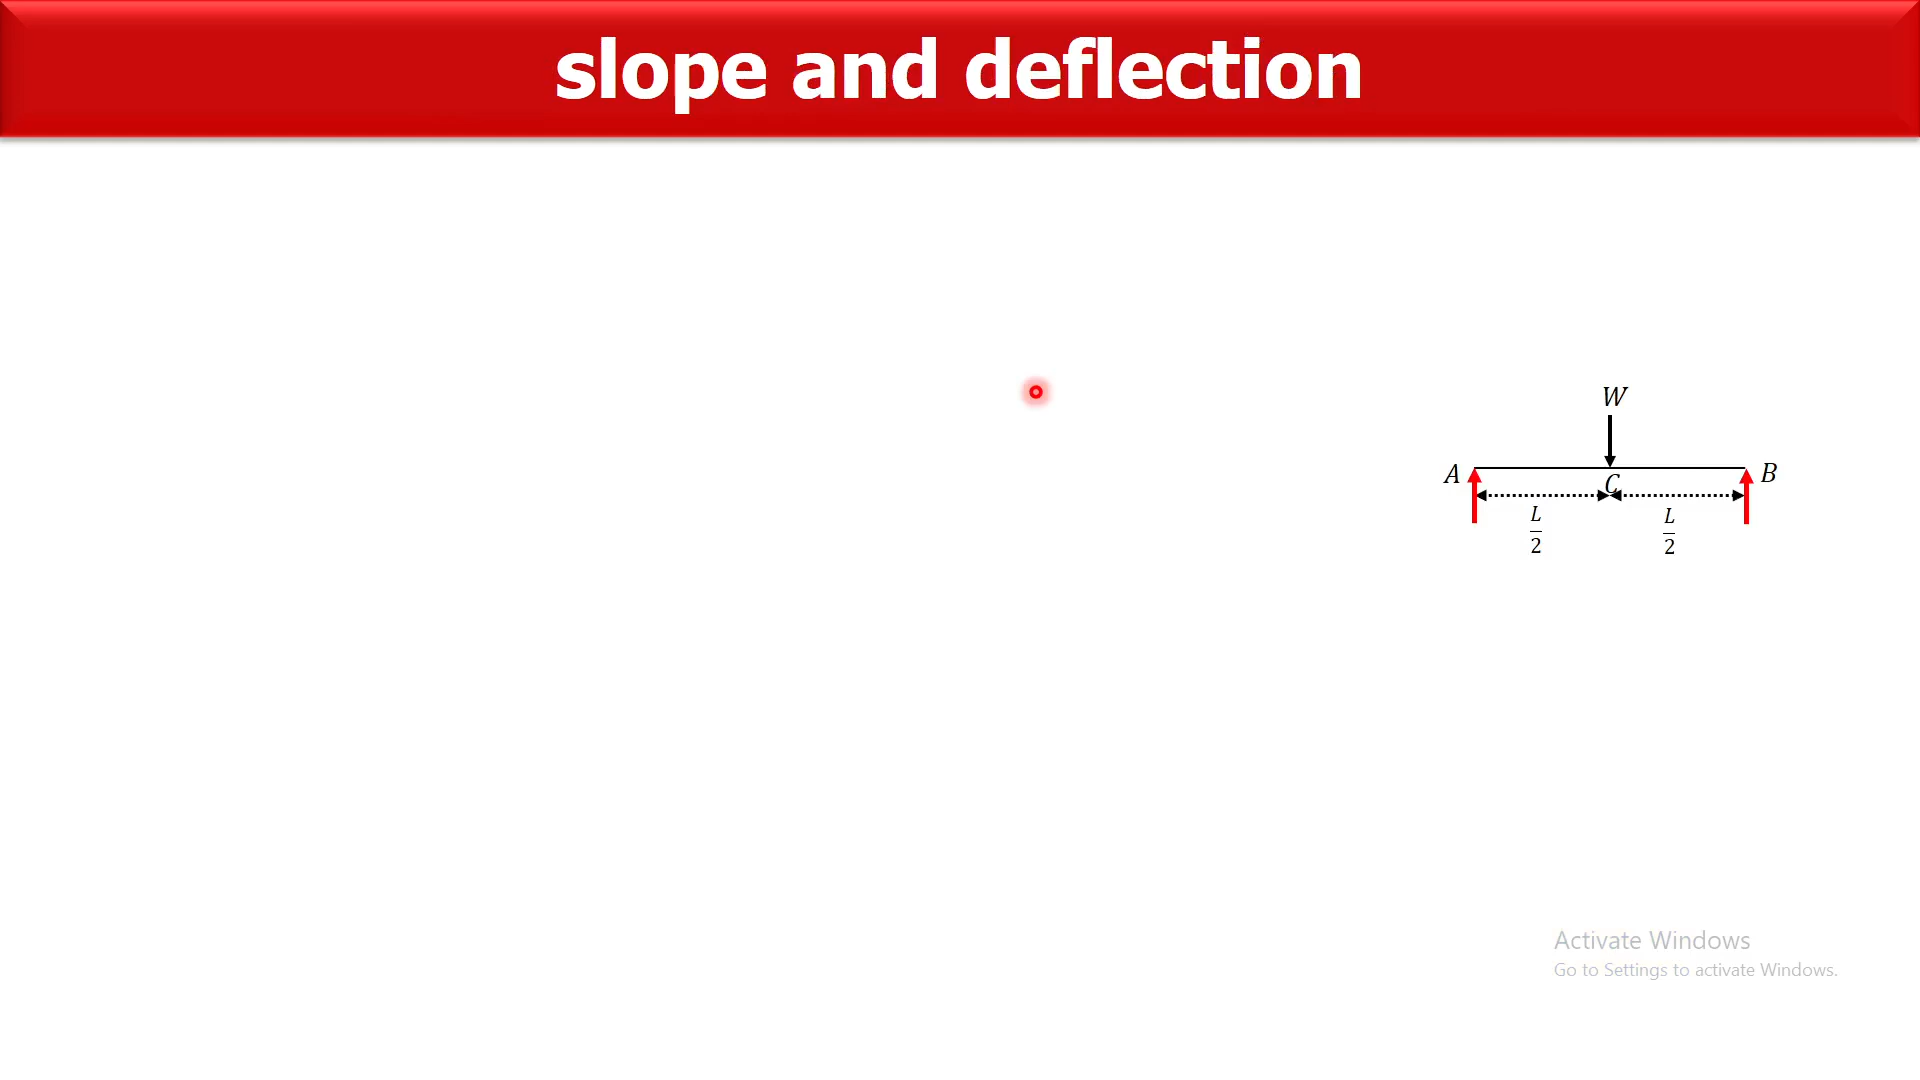 slope and deflection
W
A
C
B
L
2
L
2
Activate Windows
Go to Settings to activate Windows.